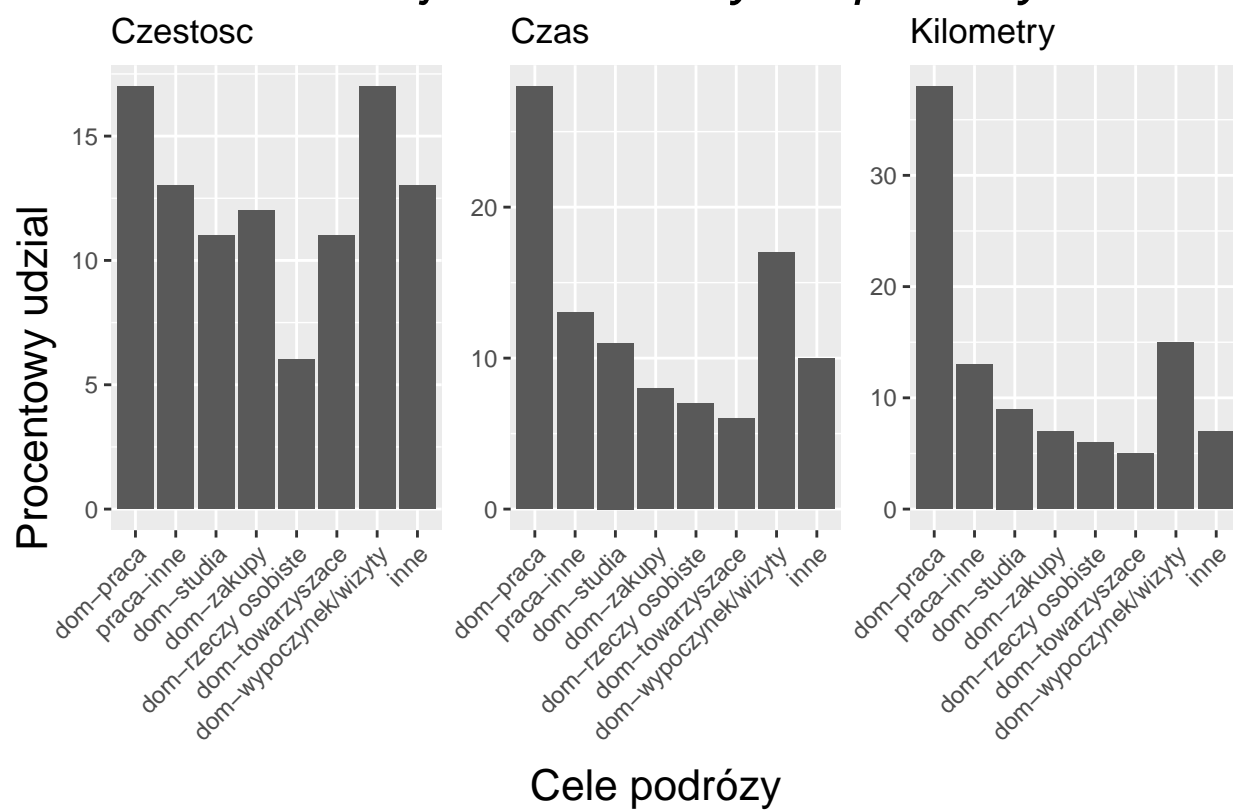 Czestosc
Czas
Kilometry
Procentowy udzial
15
10
5
0
20
10
0
30
20
10
0
dom−praca
praca−inne
dom−studia
dom−zakupy
dom−rzeczy osobiste
dom−towarzyszace
dom−wypoczynek/wizyty
inne
dom−praca
praca−inne
dom−studia
dom−zakupy
dom−rzeczy osobiste
dom−towarzyszace
dom−wypoczynek/wizyty
inne
dom−praca
praca−inne
dom−studia
dom−zakupy
dom−rzeczy osobiste
dom−towarzyszace
dom−wypoczynek/wizyty
inne
Cele podrózy